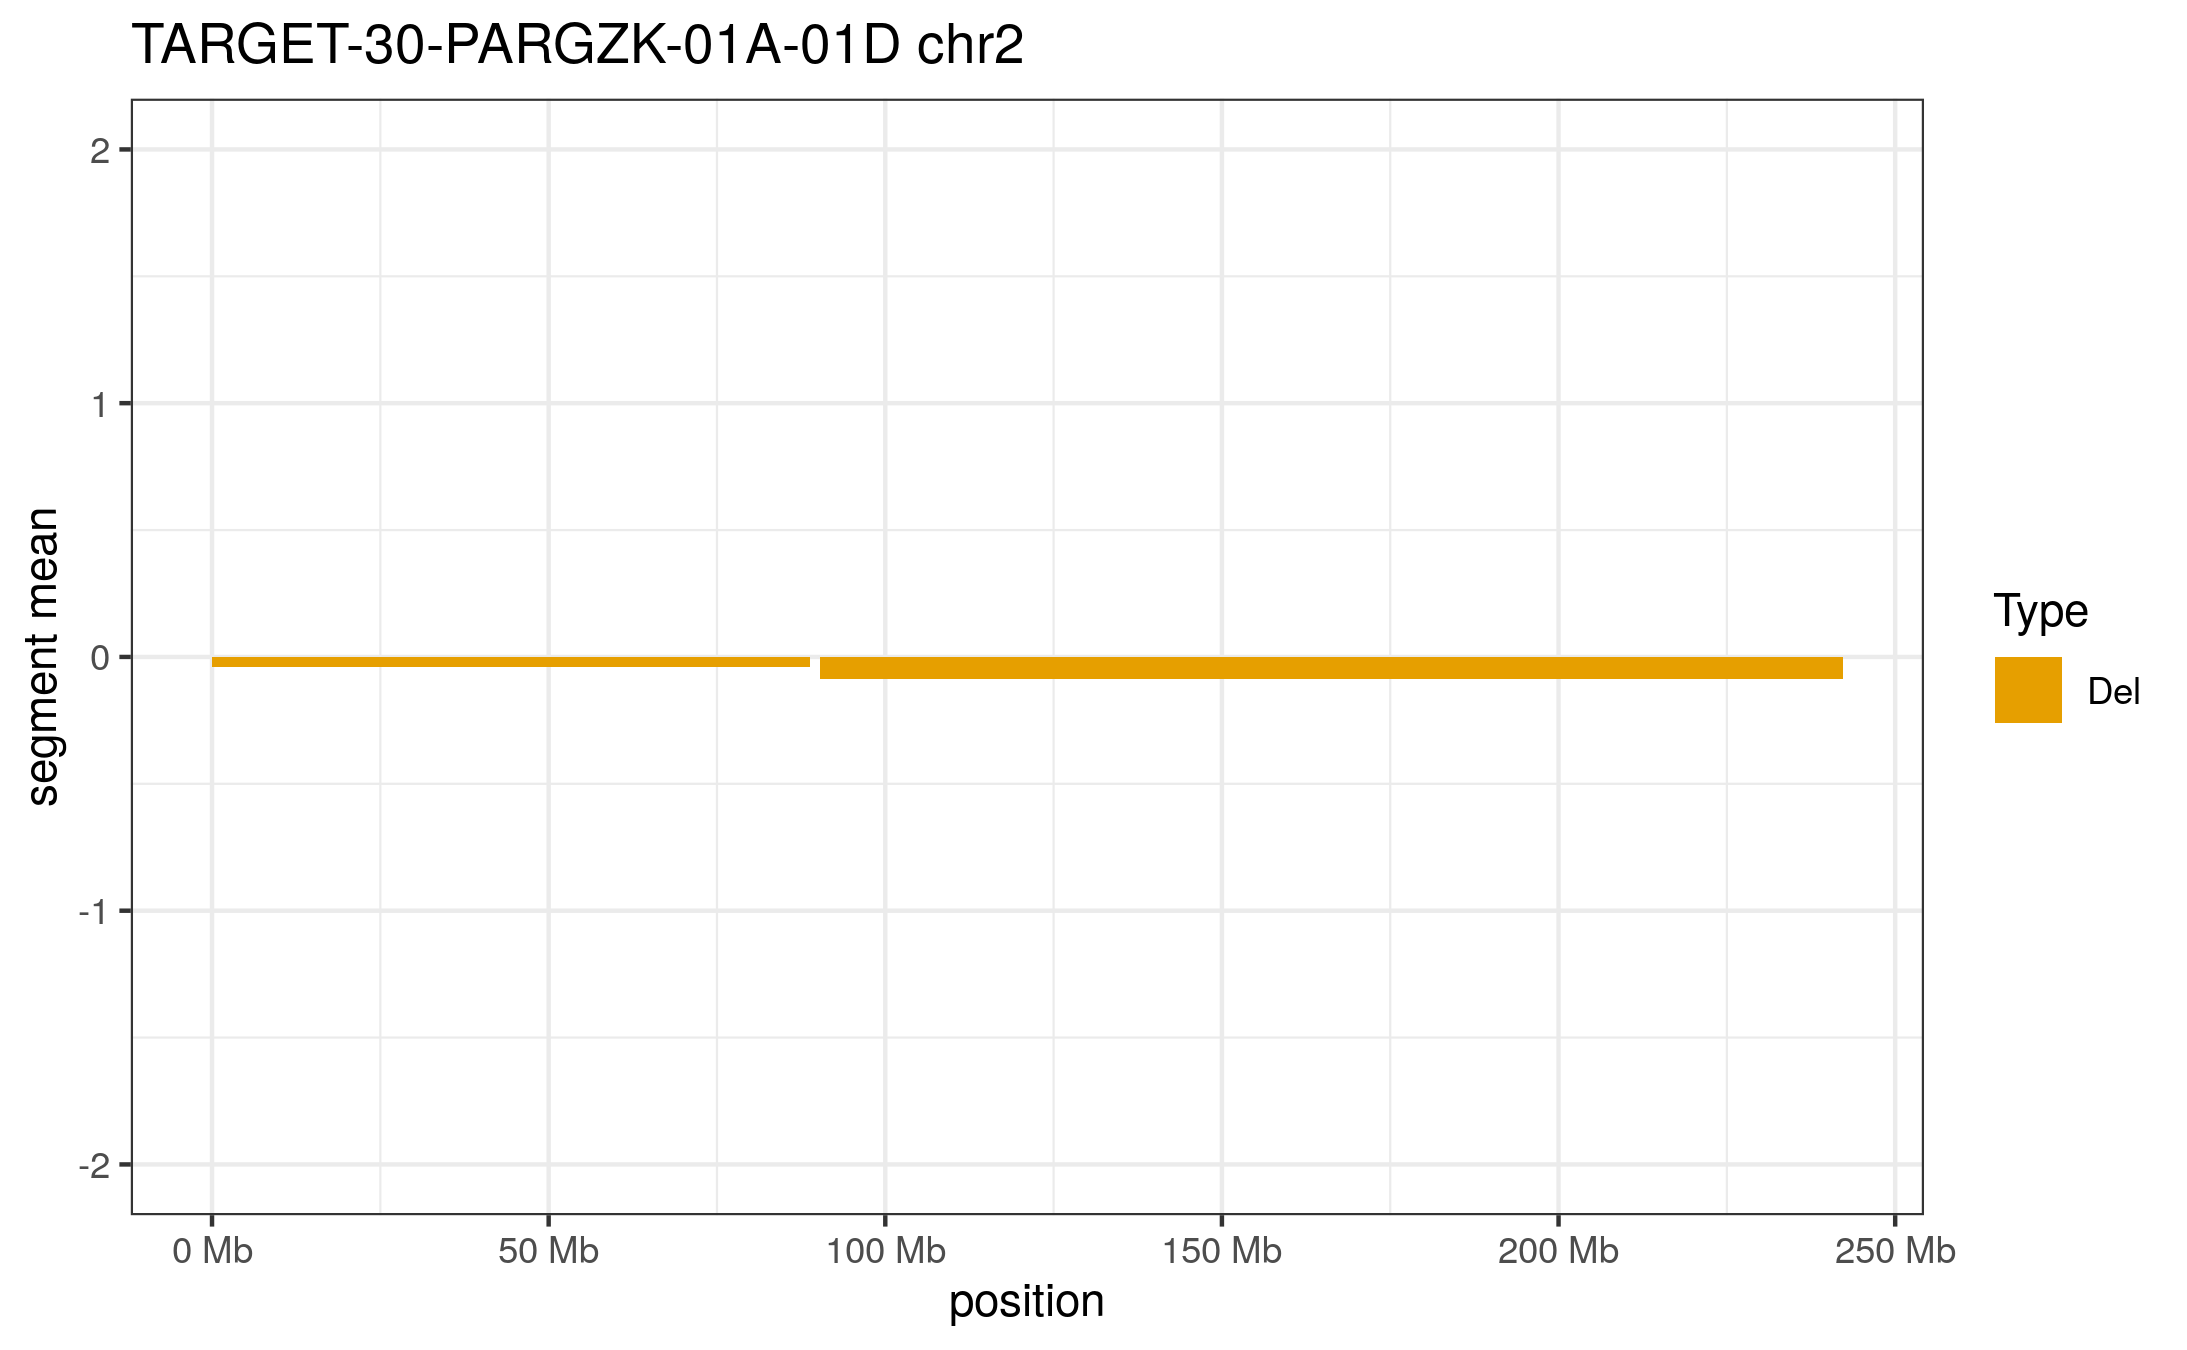 TARGET-30-PARGZK-01A-01D chr2
2
1
0
-1
-2
segment mean
0 Mb
50 Mb
100 Mb
150 Mb
200 Mb
250 Mb
position
Type
Del